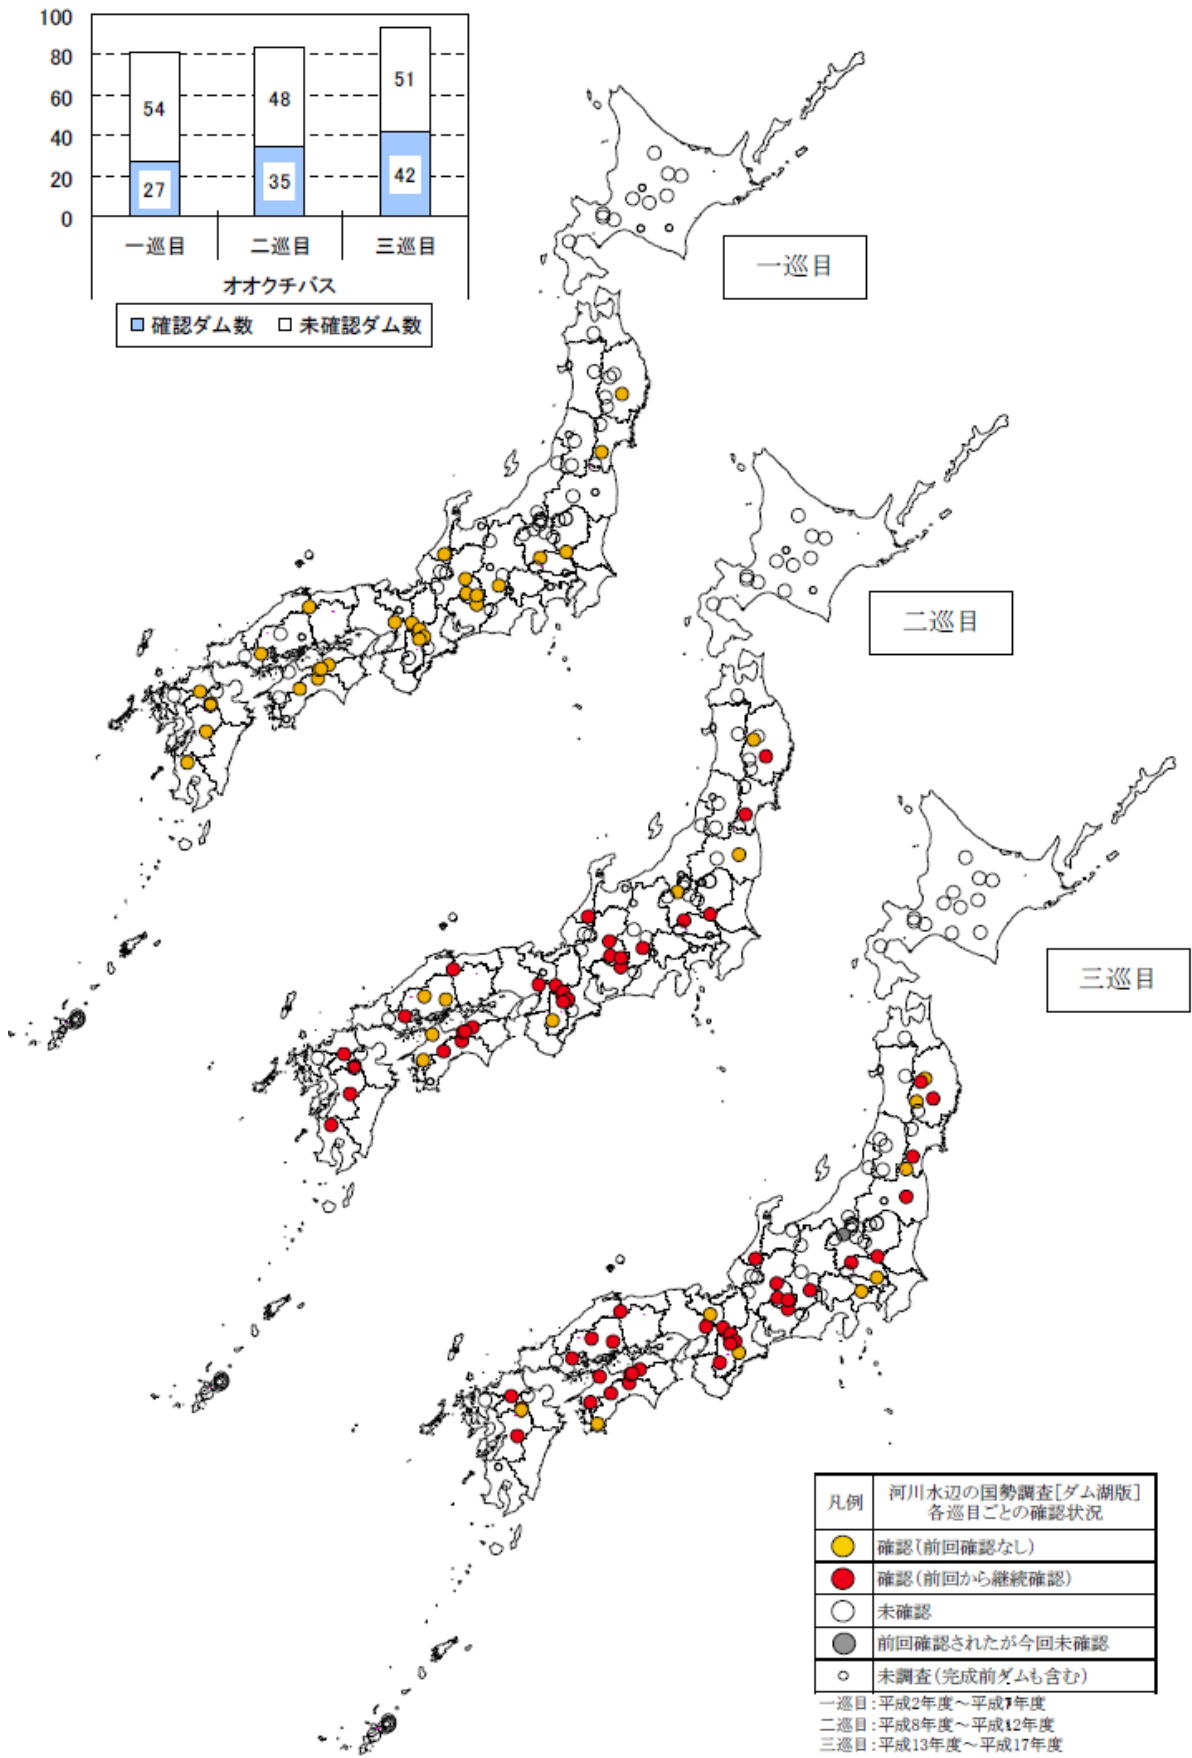 100
80
60
40
20
0
54
48
51
27
35
42
一巡目
二巡目
三巡目
オオクチバス
確認ダム数
未確認ダム数
一巡目
二巡目
三巡目
凡例
河川水辺の国勢調査[ダム湖版]
各巡目ごとの確認状況
確認(前回確認なし)
確認(前回から継続確認)
未確認
前回確認されたが今回未確認
未調査(完成前ダムも含む)
一巡目:平成2年度~平成7年度
二巡目:平成8年度~平成12年度
三巡目:平成13年度~平成17年度